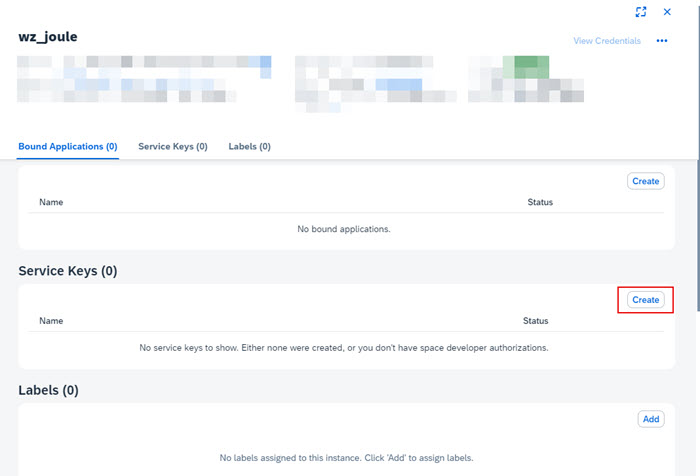 wz_joule
View Credentials
Bound Applications (0) Service Keys (0) Labels (0)
Create
Name Status
No bound applications.
Service Keys (0)
Create
Name Status
No service keys to show. Either none were created, or you don't have space developer authorizations.
Labels (0)
Add
No labels assigned to this instance. Click 'Add' to assign labels.